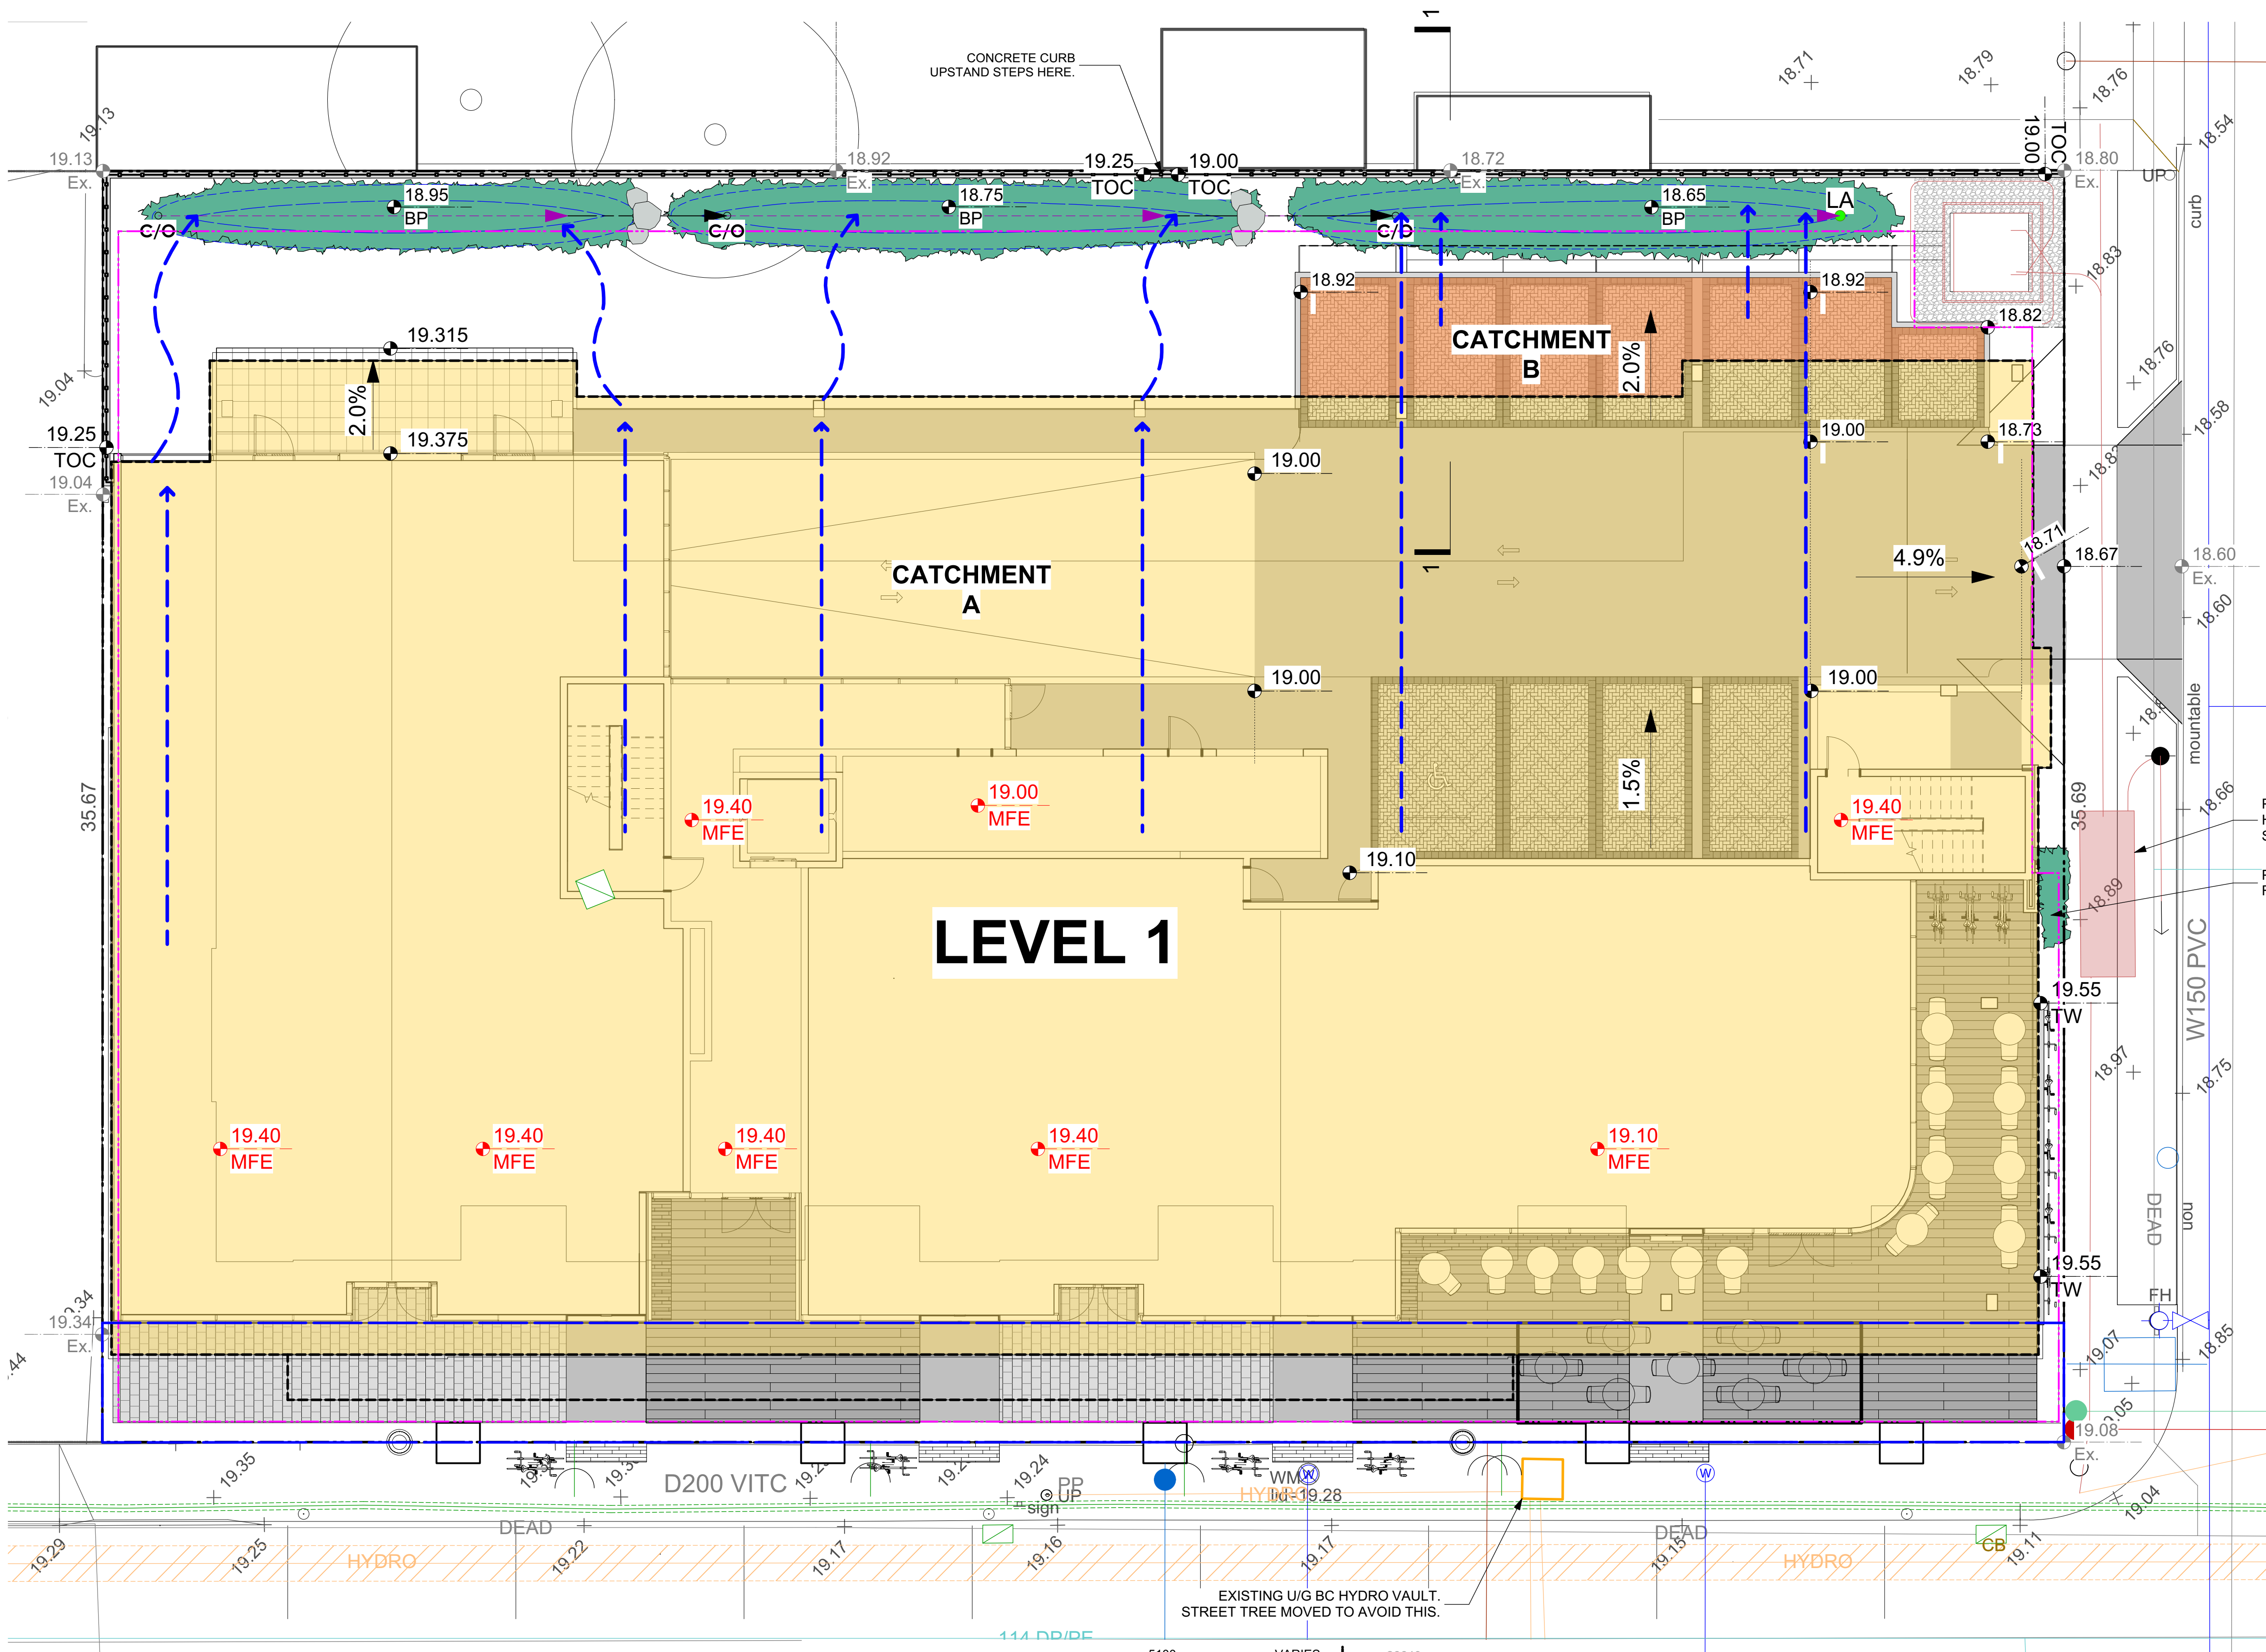 1
CONCRETE CURB
UPSTAND STEPS HERE.
18.71
18.79
18.76
18.54
19.13
19.13
Ex.
18.92
Ex.
19.25
TOC
19.00
TOC
18.72
Ex.
19.00
TOC
18.80
Ex.
UP
curb
18.95
BP
18.75
BP
18.65
BP
LA
C/O
C/O
C/O
18.83
18.92
18.92
18.82
CATCHMENT
B
2.0%
18.76
19.315
2.0%
19.04
19.375
19.25
TOC
19.04
Ex.
19.00
19.00
18.73
18.58
CATCHMENT
A
1
4.9%
18.71
18.67
18.60
Ex.
18.60
19.00
19.00
mountable
35.67
19.40
MFE
19.00
MFE
1.5%
19.40
MFE
35.69
18.66
19.10
18.89
LEVEL 1
W150 PVC
19.55
TW
18.97
18.75
19.40
MFE
19.40
MFE
19.40
MFE
19.40
MFE
19.10
MFE
DEAD
uou
19.55
TW
FH
19.34
Ex.
19.07
18.85
19.08
Ex.
19.35
D200 VITC
19.24
PP
UP
sign
WM
W
HYDRO
lid=19.28
W
19.04
DEAD
DEAD
CB
19.29
19.25
HYDRO
19.22
19.17
19.16
19.17
19.15
HYDRO
19.11
EXISTING U/G BC HYDRO VAULT.
STREET TREE MOVED TO AVOID THIS.
114 DP/PE
VARIES